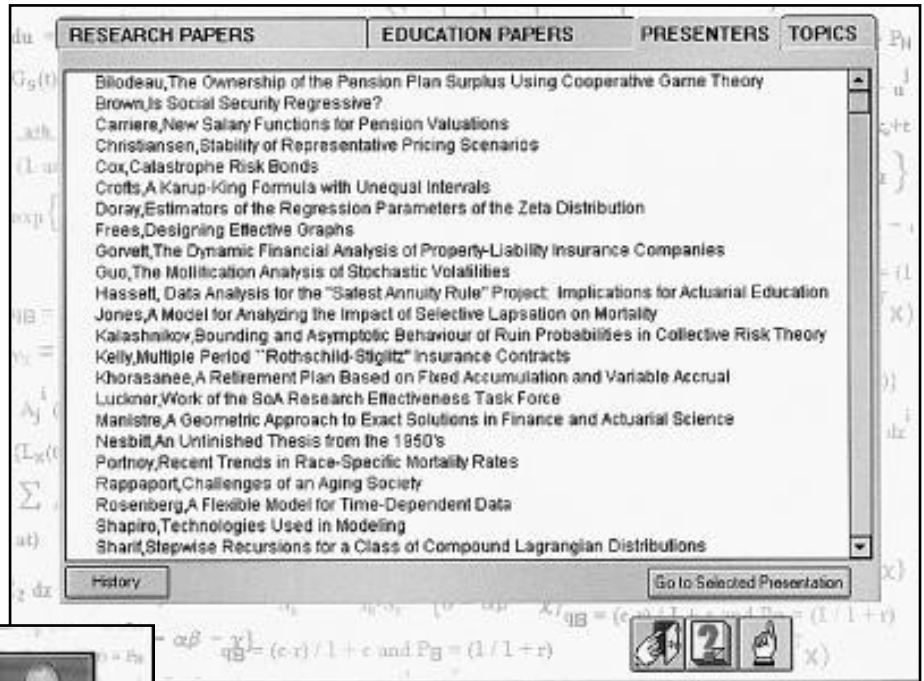 RESEARCH PAPERS EDUCATION PAPERS PRESENTERS TOPICS
Bilodeau,The Ownership of the Pension Plan Surplus Using Cooperative Game Theory
Brown,Is Social Security Regressive?
Carriere,New Salary Functions for Pension Valuations
Christiansen,Stability of Representative Pricing Scenarios
Cox,Catastrophe Risk Bonds
Crofts,A Karup-King Formula with Unequal Intervals
Doray,Estimators of the Regression Parameters of the Zeta Distribution
Frees,Designing Effective Graphs
Gorvett,The Dynamic Financial Analysis of Property-Liability Insurance Companies
Guo,The Mollification Analysis of Stochastic Volatilities
Hassett, Data Analysis for the "Safest Annuity Rule" Project: Implications for Actuarial Education
Jones,A Model for Analyzing the Impact of Selective Lapsation on Mortality
Kalashnikov,Bounding and Asymptotic Behaviour of Ruin Probabilities in Collective Risk Theory
Kelly,Multiple Period ``Rothschild-Stiglitz'' Insurance Contracts
Khorasanee,A Retirement Plan Based on Fixed Accumulation and Variable Accrual
Luckner,Work of the SoA Research Effectiveness Task Force
Manistre,A Geometric Approach to Exact Solutions in Finance and Actuarial Science
Nesbitt,An Unfinished Thesis from the 1950's
Portnoy,Recent Trends in Race-Specific Mortality Rates
Rappaport,Challenges of an Aging Society
Rosenberg,A Flexible Model for Time-Dependent Data
Shapiro,Technologies Used in Modeling
Sharif,Stepwise Recursions for a Class of Compound Lagrangian Distributions
History Go to Selected Presentation
αβ - χ} qB = (c-r) / 1 + c and PB = (1 / 1 + r)